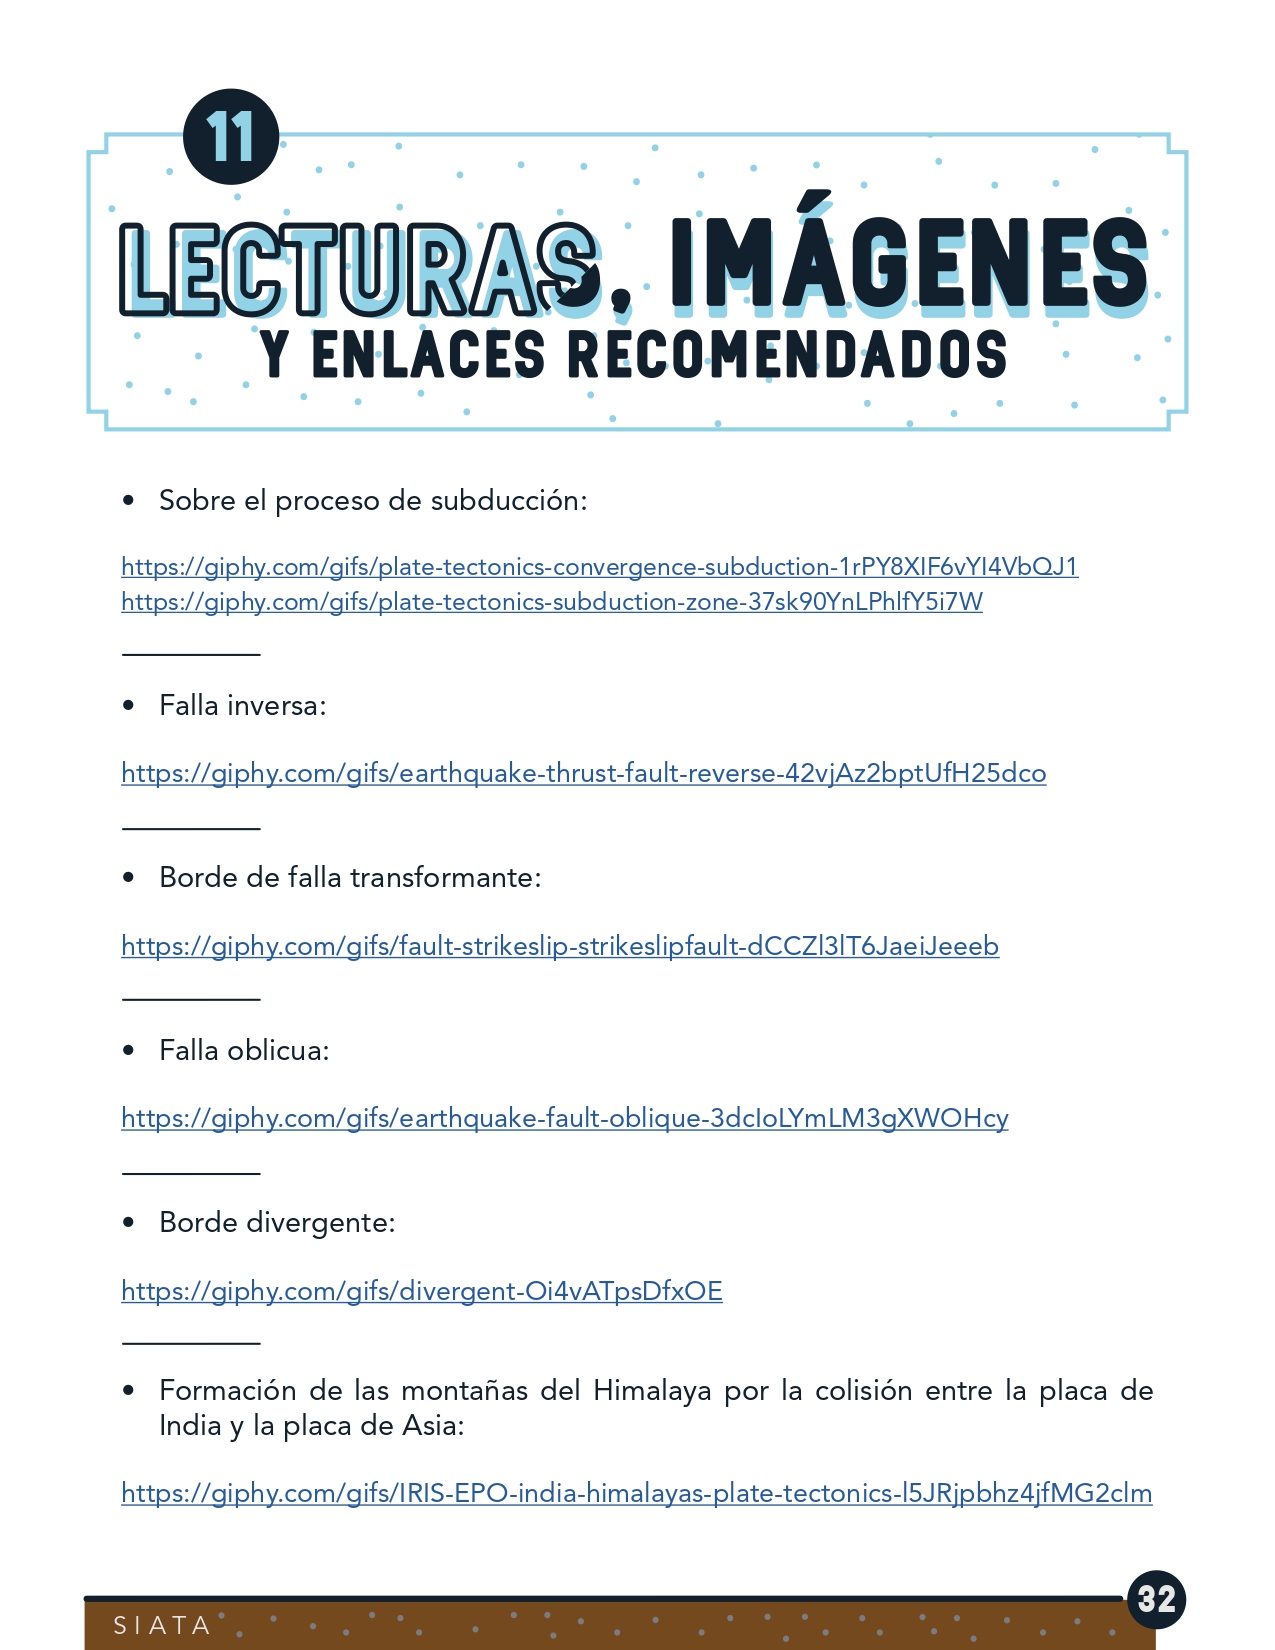 11
LECTURAS, IMÁGENES
Y ENLACES RECOMENDADOS
• Sobre el proceso de subducción:
https://giphy.com/gifs/plate-tectonics-convergence-subduction-1rPY8XIF6vYI4VbQJ1
https://giphy.com/gifs/plate-tectonics-subduction-zone-37sk90YnLPhlfY5i7W
• Falla inversa:
https://giphy.com/gifs/earthquake-thrust-fault-reverse-42vjAz2bptUfH25dco
• Borde de falla transformante:
https://giphy.com/gifs/fault-strikeslip-strikeslipfault-dCCZl3lT6JaeiJeeeb
• Falla oblicua:
https://giphy.com/gifs/earthquake-fault-oblique-3dcIoLYmLM3gXWOHcy
• Borde divergente:
https://giphy.com/gifs/divergent-Oi4vATpsDfxOE
• Formación de las montañas del Himalaya por la colisión entre la placa de
India y la placa de Asia:
https://giphy.com/gifs/IRIS-EPO-india-himalayas-plate-tectonics-l5JRjpbhz4jfMG2clm
SIATA
32